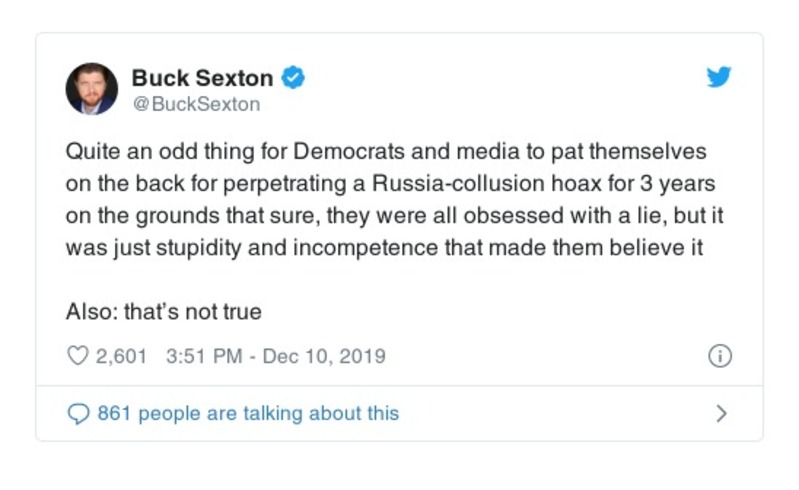 Buck Sexton
@BuckSexton
Quite an odd thing for Democrats and media to pat themselves
on the back for perpetrating a Russia-collusion hoax for 3 years
on the grounds that sure, they were all obsessed with a lie, but it
was just stupidity and incompetence that made them believe it
Also: that's not true
2,601 3:51 PM - Dec 10, 2019
861 people are talking about this